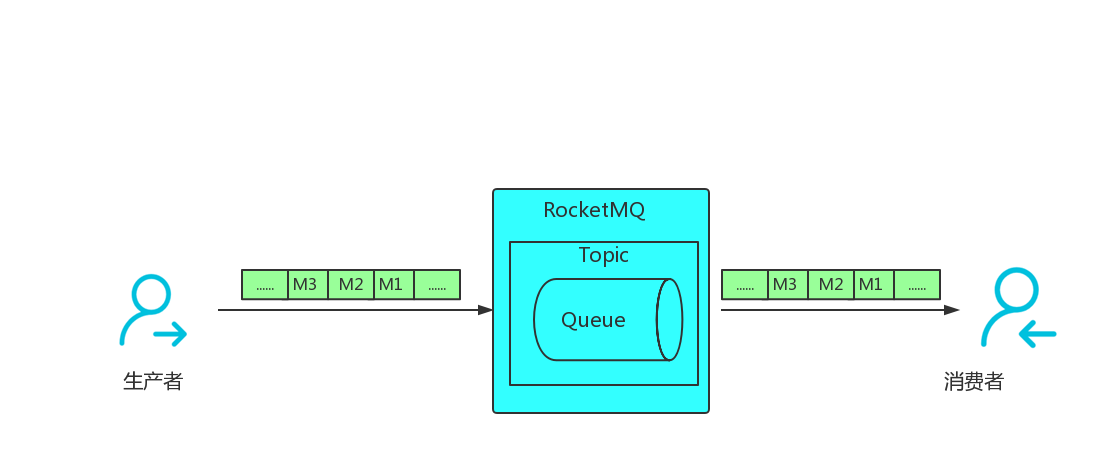 RocketMQ
Topic
...... M3 M2 M1 ......
...... M3 M2 M1 ......
Queue
生产者
消费者